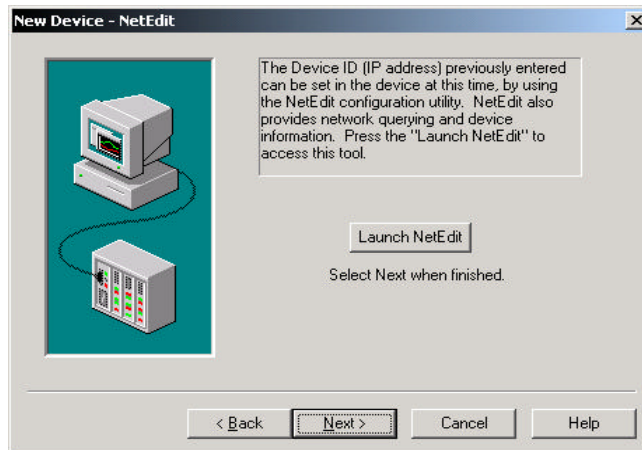 New Device - NetEdit
The Device ID (IP address) previously entered
can be set in the device at this time, by using
the NetEdit configuration utility. NetEdit also
provides network querying and device
information. Press the "Launch NetEdit" to
access this tool.
Launch NetEdit
Select Next when finished.
< Back
Next >
Cancel
Help